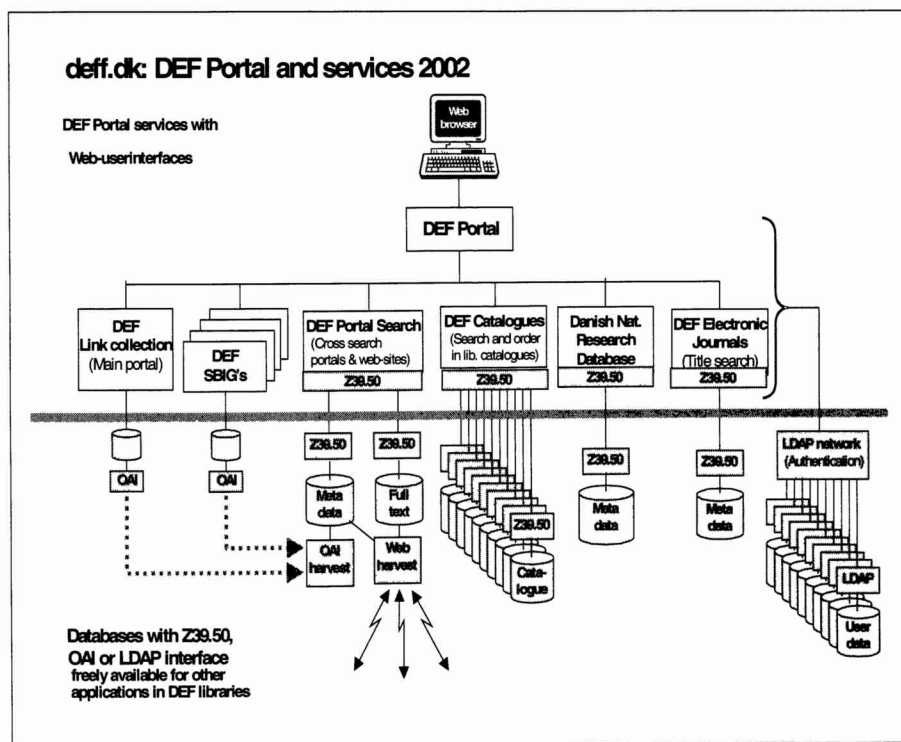 deff.dk: DEF Portal and services 2002
DEF Portal services with
Web-userinterfaces
Web
browser
DEF Portal
DEF
Link collection
(Main portal)
DEF
SBIG's
DEF Portal Search
(Cross search
portals & web-sites)
Z39.50
DEF Catalogues
(Search and order
in lib. catalogues)
Z39.50
Danish Nat.
Research
Database
Z39.50
DEF Electronic
Journals
(Title search)
Z39.50
OAI
OAI
Z39.50
Z39.50
Meta
data
Full
text
OAI
harvest
Web
harvest
Z39.50
Cata-
logue
Z39.50
Meta
data
Z39.50
Meta
data
LDAP network
(Authentication)
LDAP
User
data
Databases with Z39.50,
OAI or LDAP interface
freely available for other
applications in DEF libraries